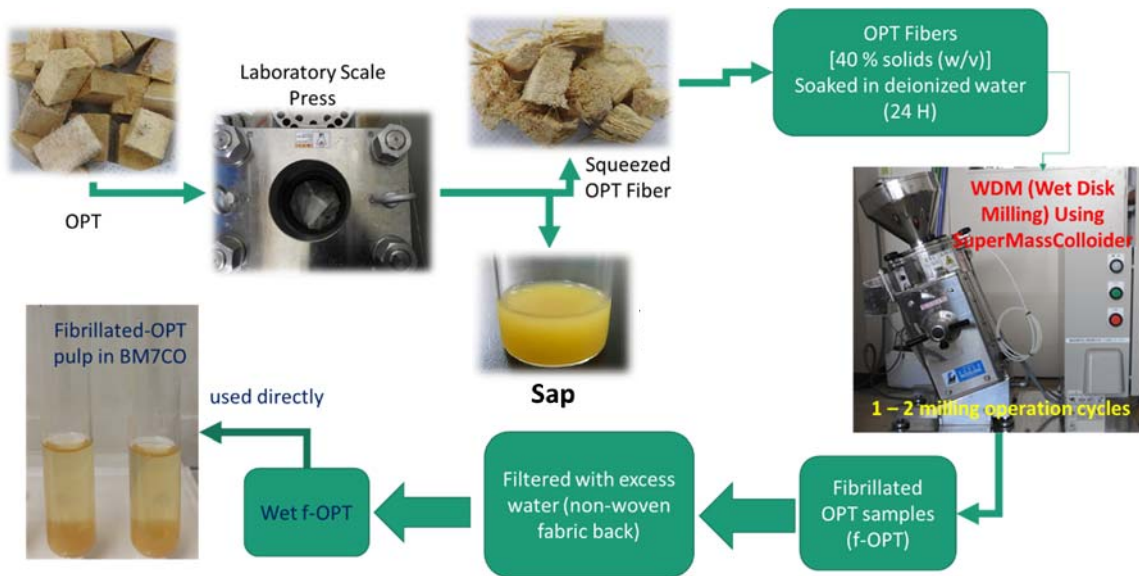 OPT
Laboratory Scale
Press
Squeezed
OPT Fiber
Sap
OPT Fibers
[40 % solids (w/v)]
Soaked in deionized water
(24 H)
WDM (Wet Disk
Milling) Using
SuperMassColloider
1 – 2 milling operation cycles
Fibrillated
OPT samples
(f-OPT)
Filtered with excess
water (non-woven
fabric back)
Wet f-OPT
used directly
Fibrillated-OPT
pulp in BM7CO